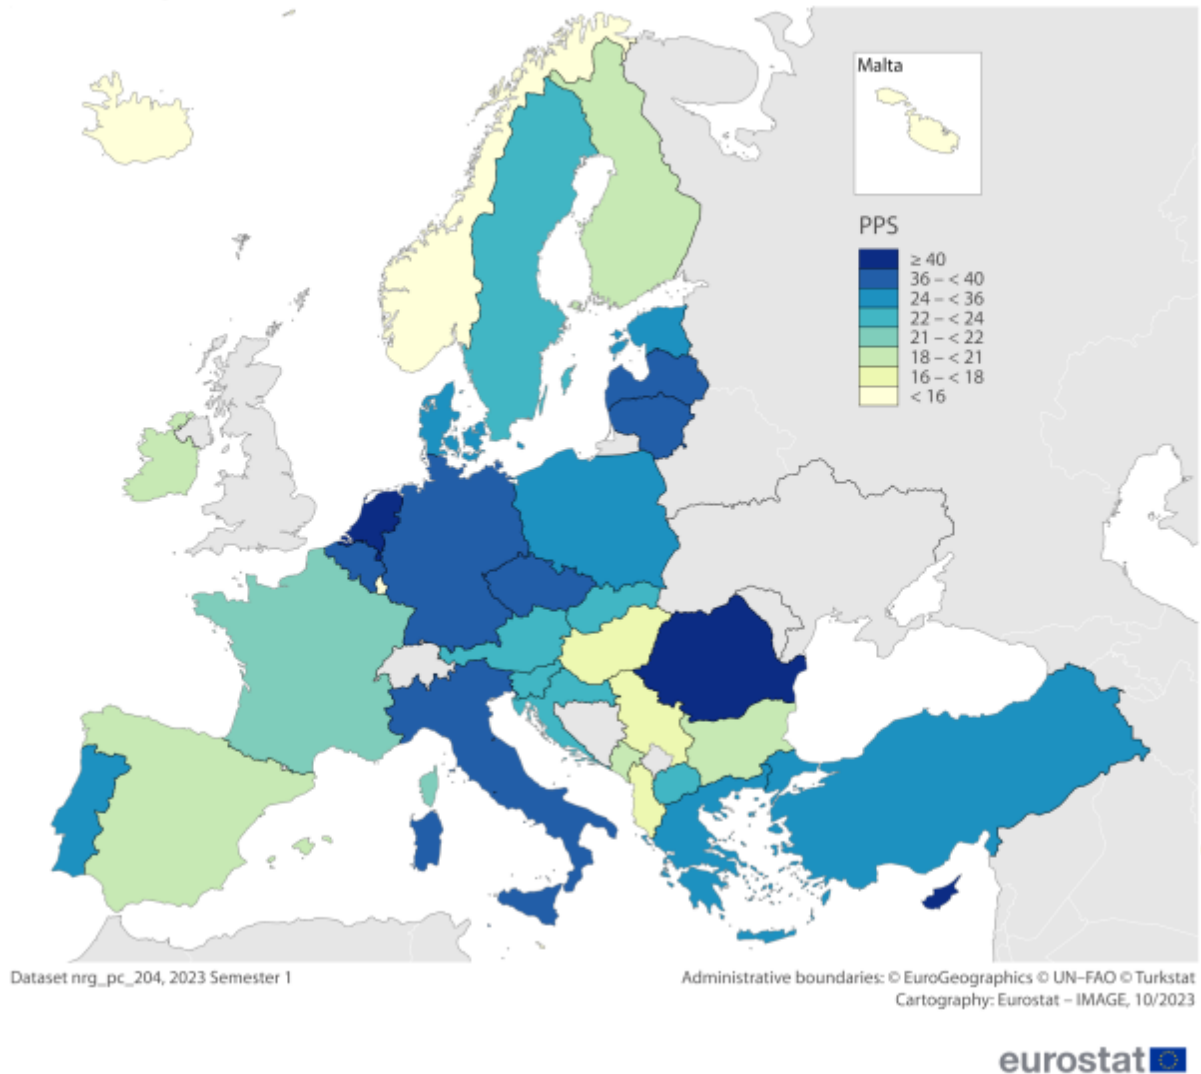 Malta
PPS
≥ 40
36 – < 40
24 – < 36
22 – < 24
21 – < 22
18 – < 21
16 – < 18
< 16
Dataset nrg_pc_204, 2023 Semester 1
Administrative boundaries: © EuroGeographics © UN–FAO © Turkstat
Cartography: Eurostat – IMAGE, 10/2023
eurostat